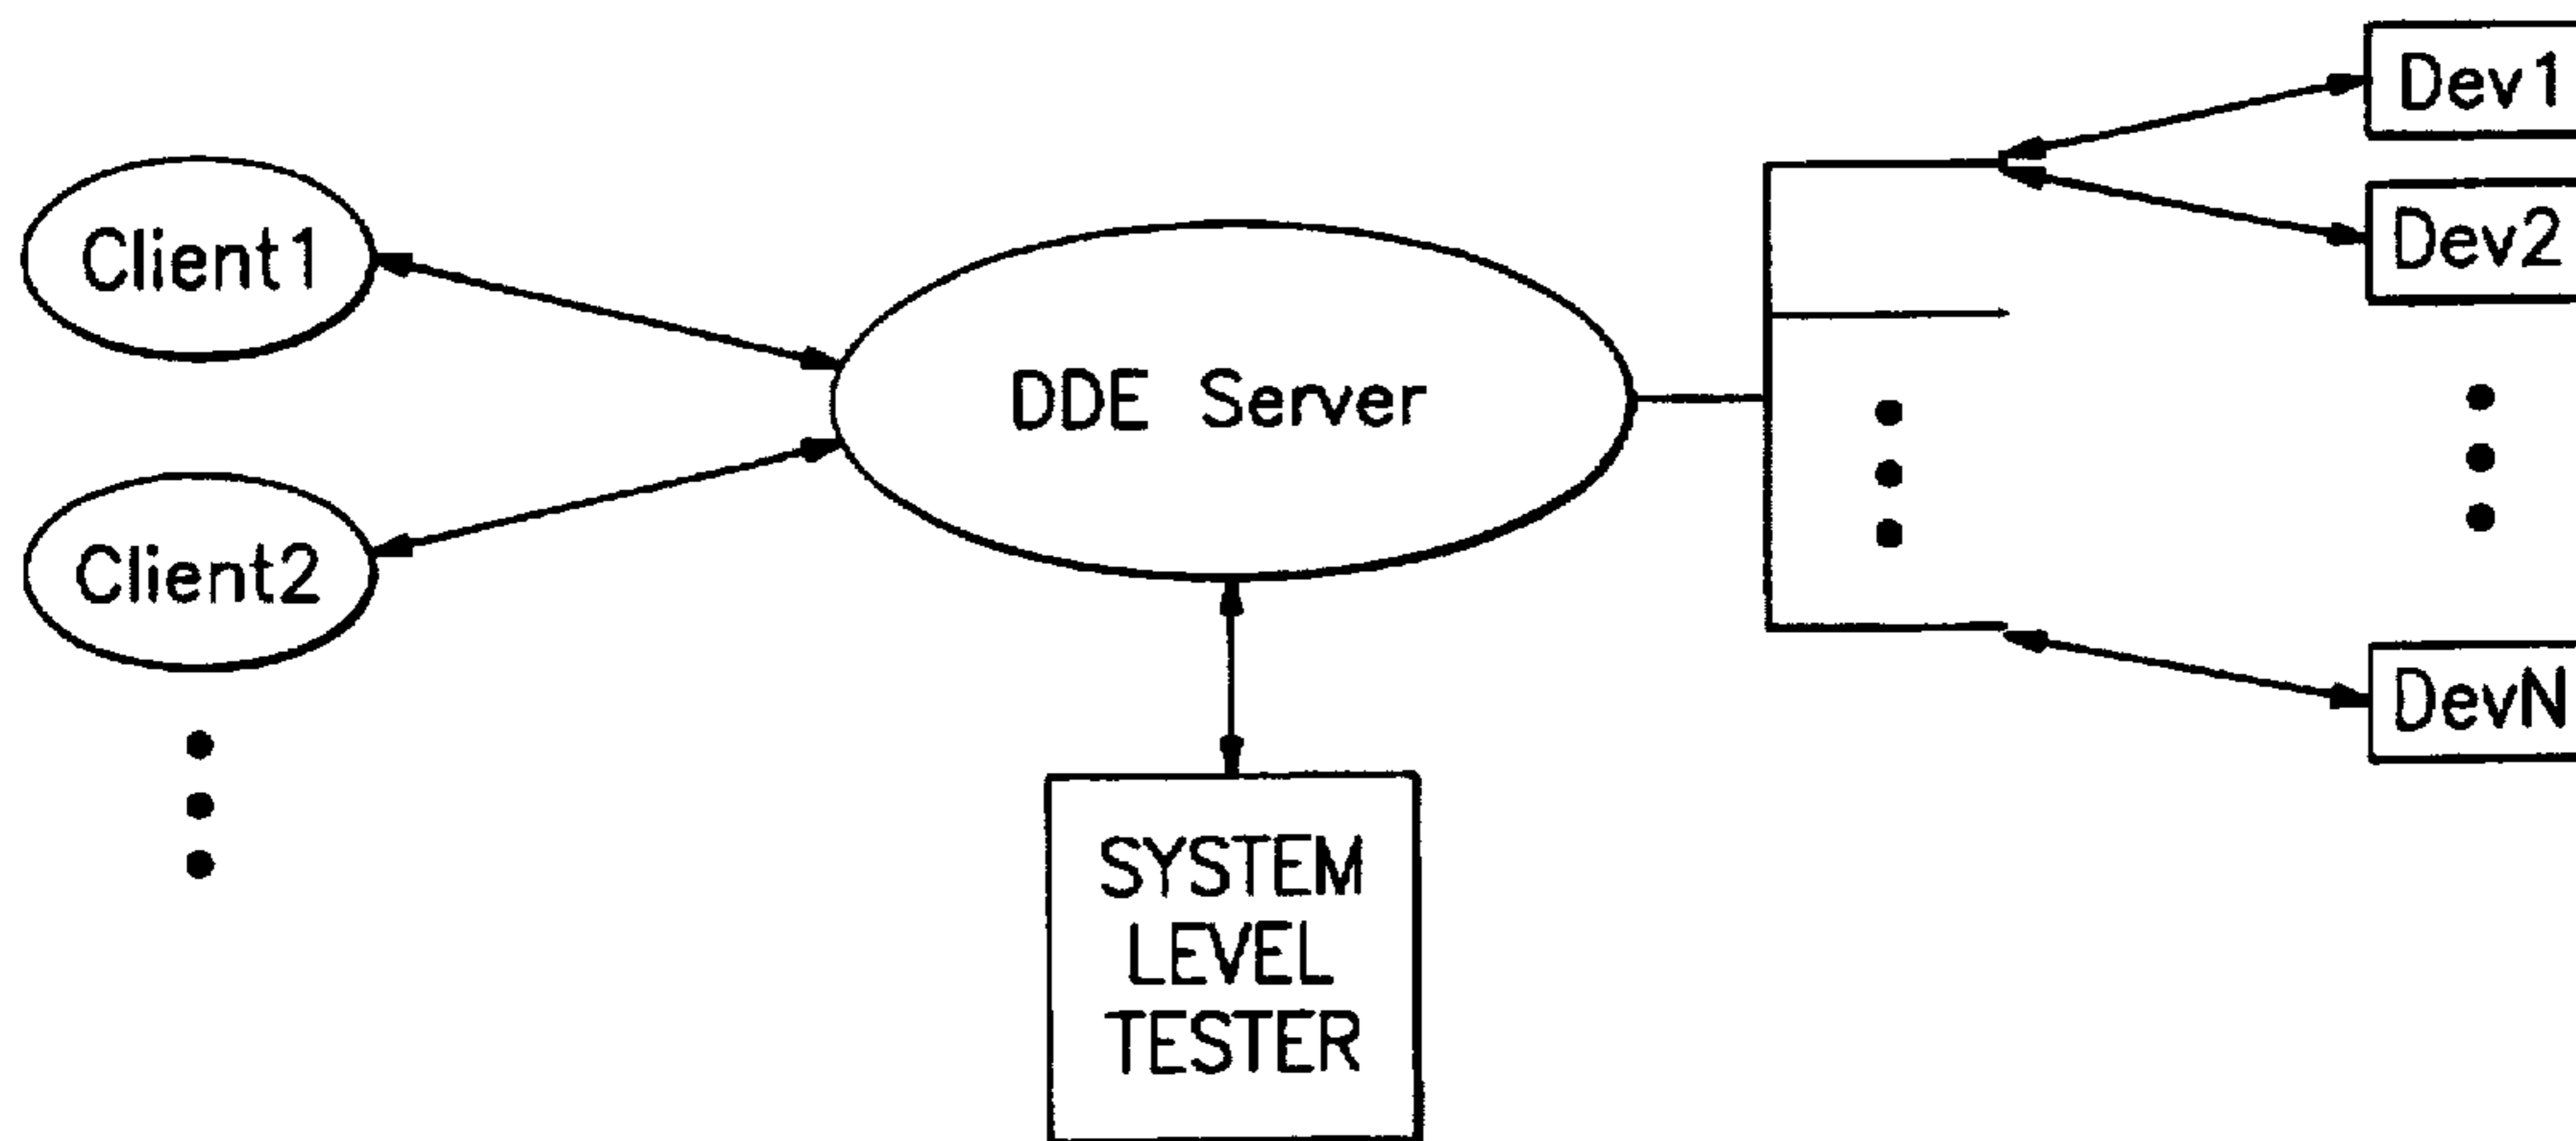 Client1
Client2
DDE Server
SYSTEM
LEVEL
TESTER
Dev1
Dev2
DevN